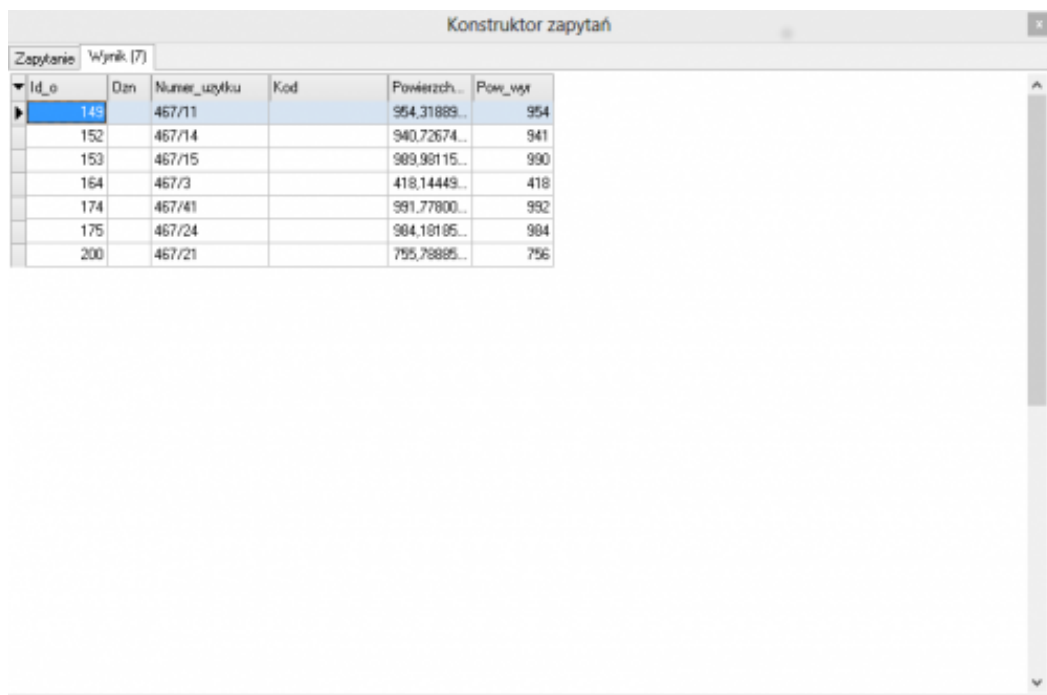 Konstruktor zapytań
x
Zapytanie Wynik (7)
Id_o Ozn Numer_uzytku Kod Powierzch... Pow_wyr
149 467/11 954,31889... 954
152 467/14 940,72674... 941
153 467/15 989,98115... 990
164 467/3 418,14449... 418
174 467/41 991,77800... 992
175 467/24 984,18185... 984
200 467/21 755,78885... 756